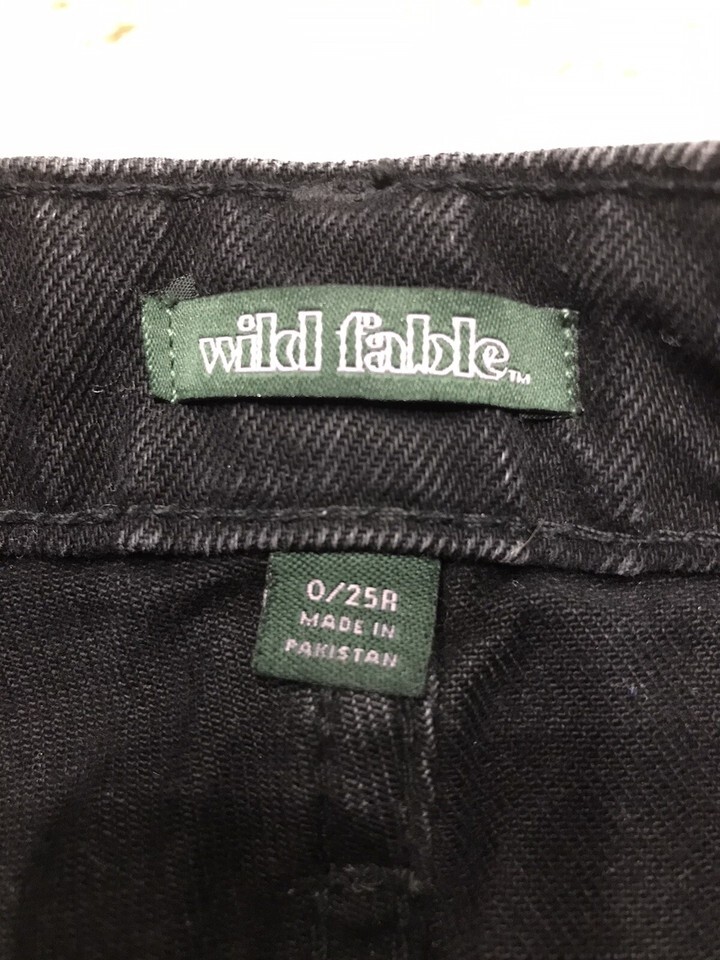 wild fable™
0/25R
MADE IN
PAKISTAN